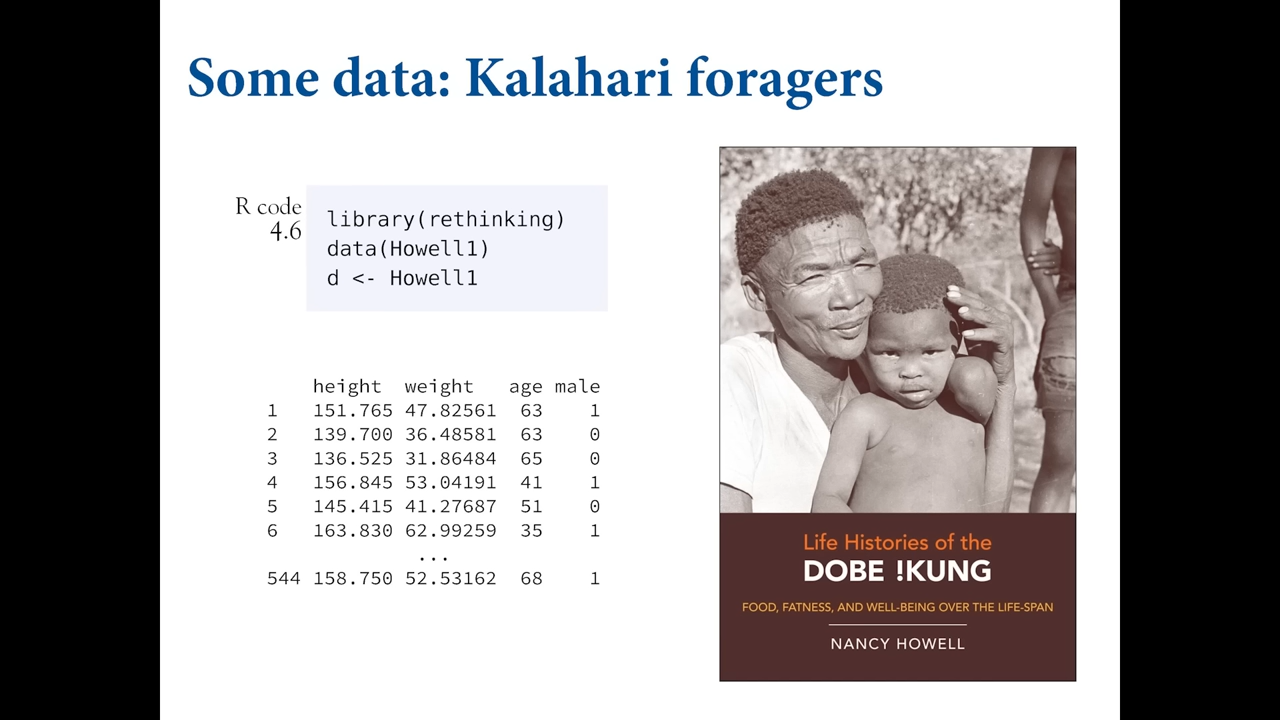 Some data: Kalahari foragers
R code
4.6
library(rethinking)
data(Howell1)
d <- Howell1
height weight age male
1 151.765 47.82561 63 1
2 139.700 36.48581 63 0
3 136.525 31.86484 65 0
4 156.845 53.04191 41 1
5 145.415 41.27687 51 0
6 163.830 62.99259 35 1
...
544 158.750 52.53162 68 1
Life Histories of the
DOBE !KUNG
FOOD, FATNESS, AND WELL-BEING OVER THE LIFE-SPAN
NANCY HOWELL